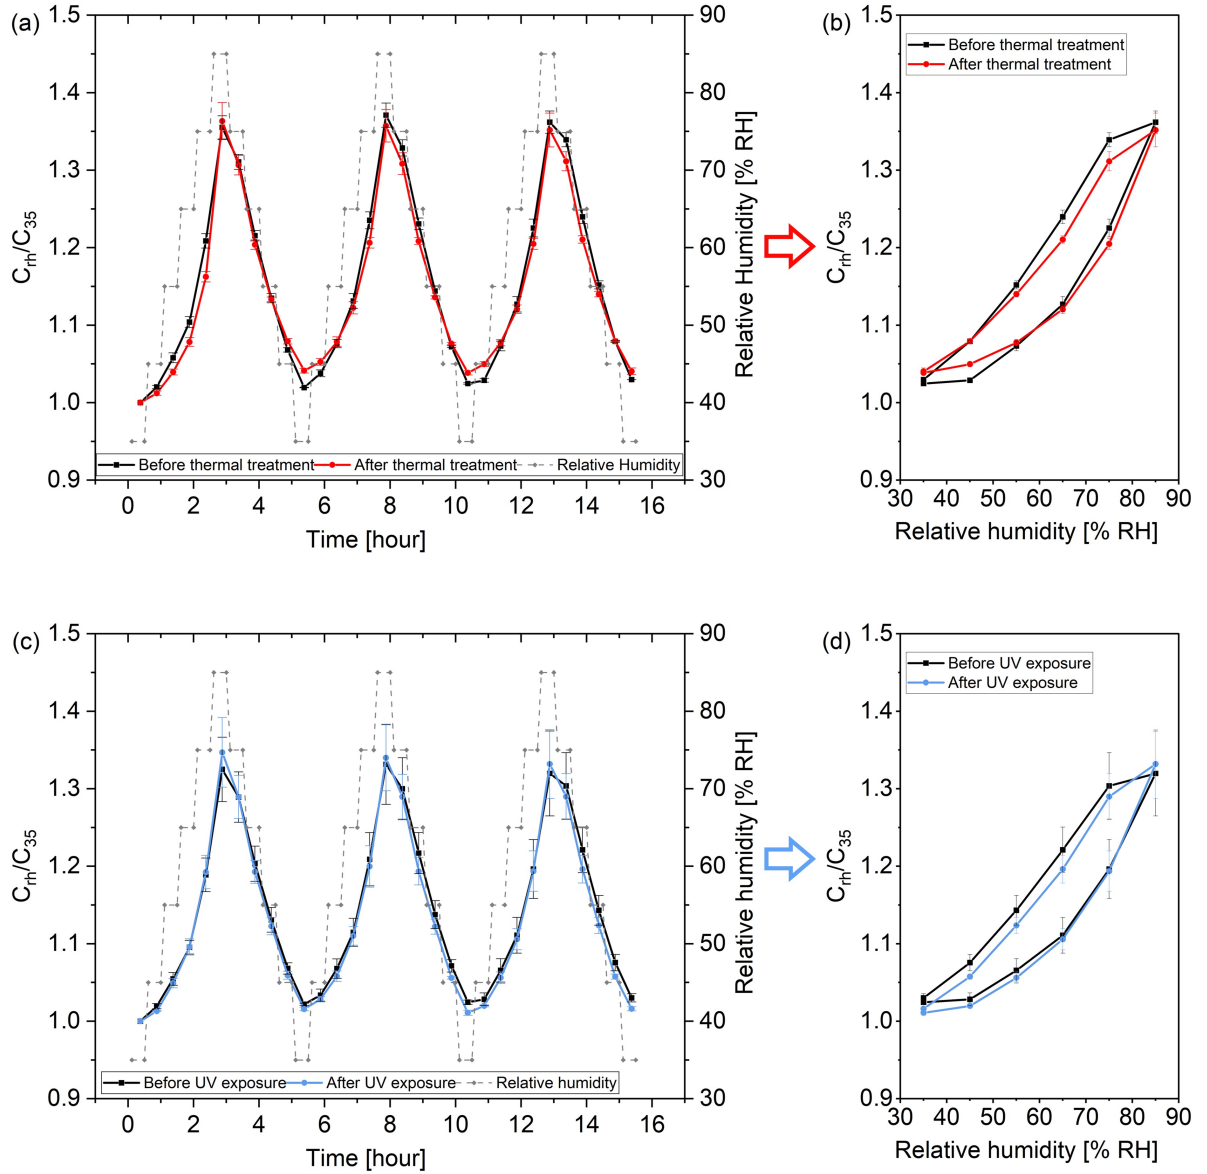 (a)
1.5
1.4
1.3
1.2
1.1
1.0
0.9
C_rh/C_35
90
80
70
60
50
40
30
Relative Humidity [% RH]
Before thermal treatment After thermal treatment Relative Humidity
0 2 4 6 8 10 12 14 16
Time [hour]
(b)
1.5
1.4
1.3
1.2
1.1
1.0
0.9
C_rh/C_35
Before thermal treatment
After thermal treatment
30 40 50 60 70 80 90
Relative humidity [% RH]
(c)
1.5
1.4
1.3
1.2
1.1
1.0
0.9
C_rh/C_35
90
80
70
60
50
40
30
Relative humidity [% RH]
Before UV exposure After UV exposure Relative humidity
0 2 4 6 8 10 12 14 16
Time [hour]
(d)
1.5
1.4
1.3
1.2
1.1
1.0
0.9
C_rh/C_35
Before UV exposure
After UV exposure
30 40 50 60 70 80 90
Relative humidity [% RH]